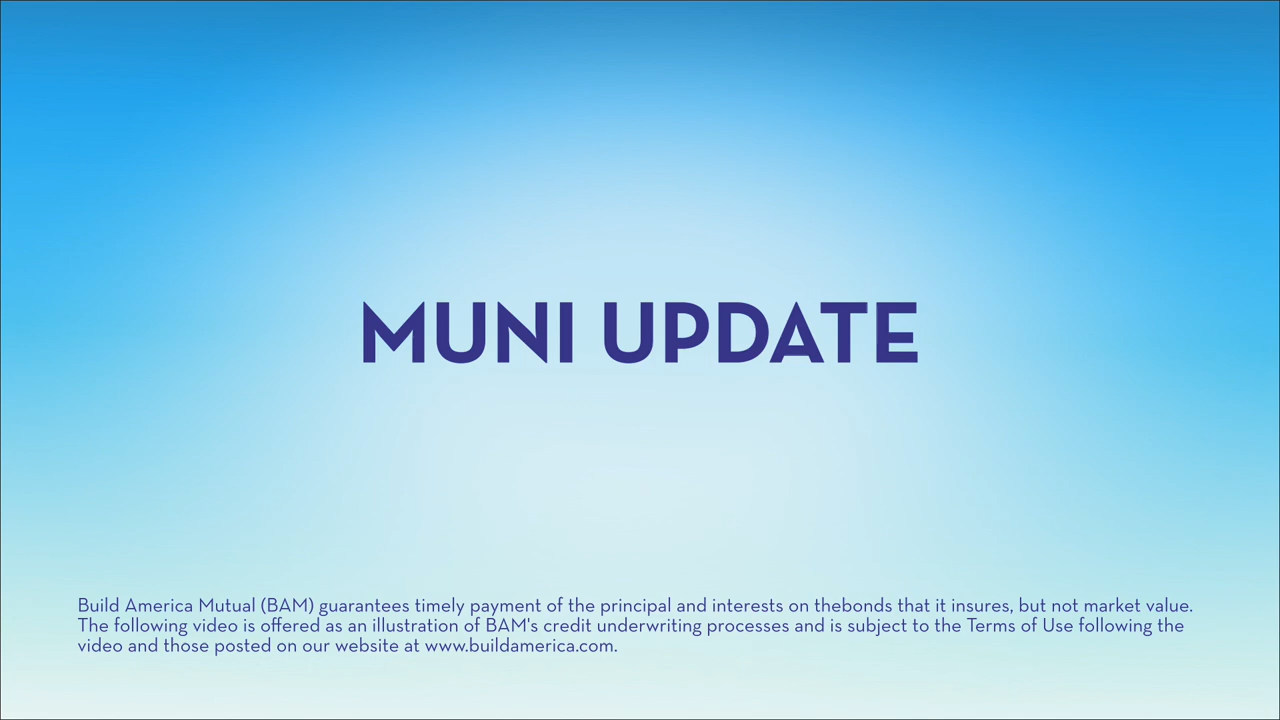 MUNI UPDATE
Build America Mutual (BAM) guarantees timely payment of the principal and interests on thebonds that it insures, but not market value.
The following video is offered as an illustration of BAM's credit underwriting processes and is subject to the Terms of Use following the
video and those posted on our website at www.buildamerica.com.